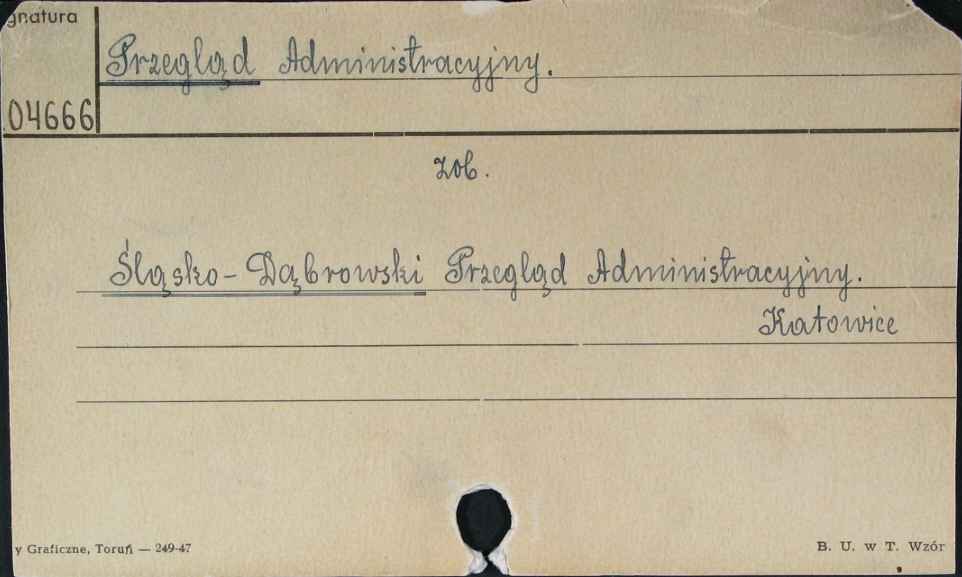 gnatura
Przegląd Administracyjny.
04666
zob.
Śląsko-Dąbrowski Przegląd Administracyjny.
Katowice
y Graficzne, Toruń — 249-47
B. U. w T. Wzór